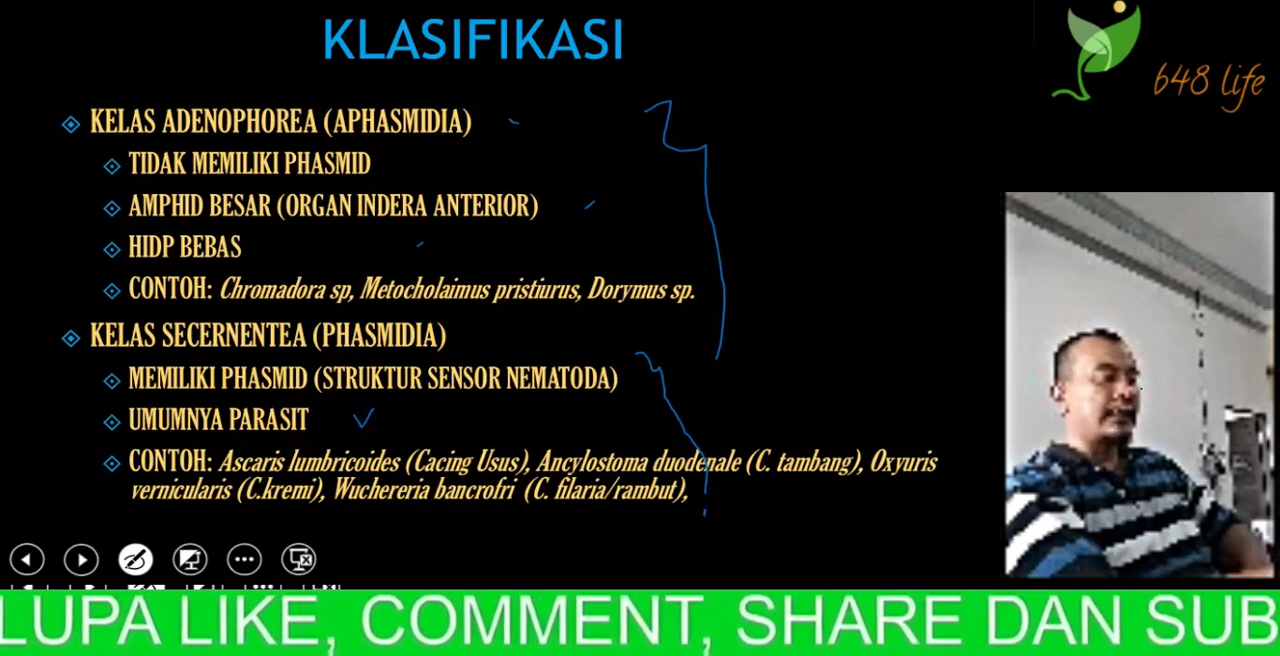 KLASIFIKASI
648 life
KELAS ADENOPHOREA (APHASMIDIA)
TIDAK MEMILIKI PHASMID
AMPHID BESAR (ORGAN INDERA ANTERIOR)
HIDP BEBAS
CONTOH: Chromadora sp, Metocholaimus pristiurus, Dorymus sp.
KELAS SECERNENTEA (PHASMIDIA)
MEMILIKI PHASMID (STRUKTUR SENSOR NEMATODA)
UMUMNYA PARASIT
CONTOH: Ascaris lumbricoides (Cacing Usus), Ancylostoma duodenale (C. tambang), Oxyuris
vernicularis (C.kremi), Wuchereria bancrofri (C. filaria/rambut),
LUPA LIKE, COMMENT, SHARE DAN SUB